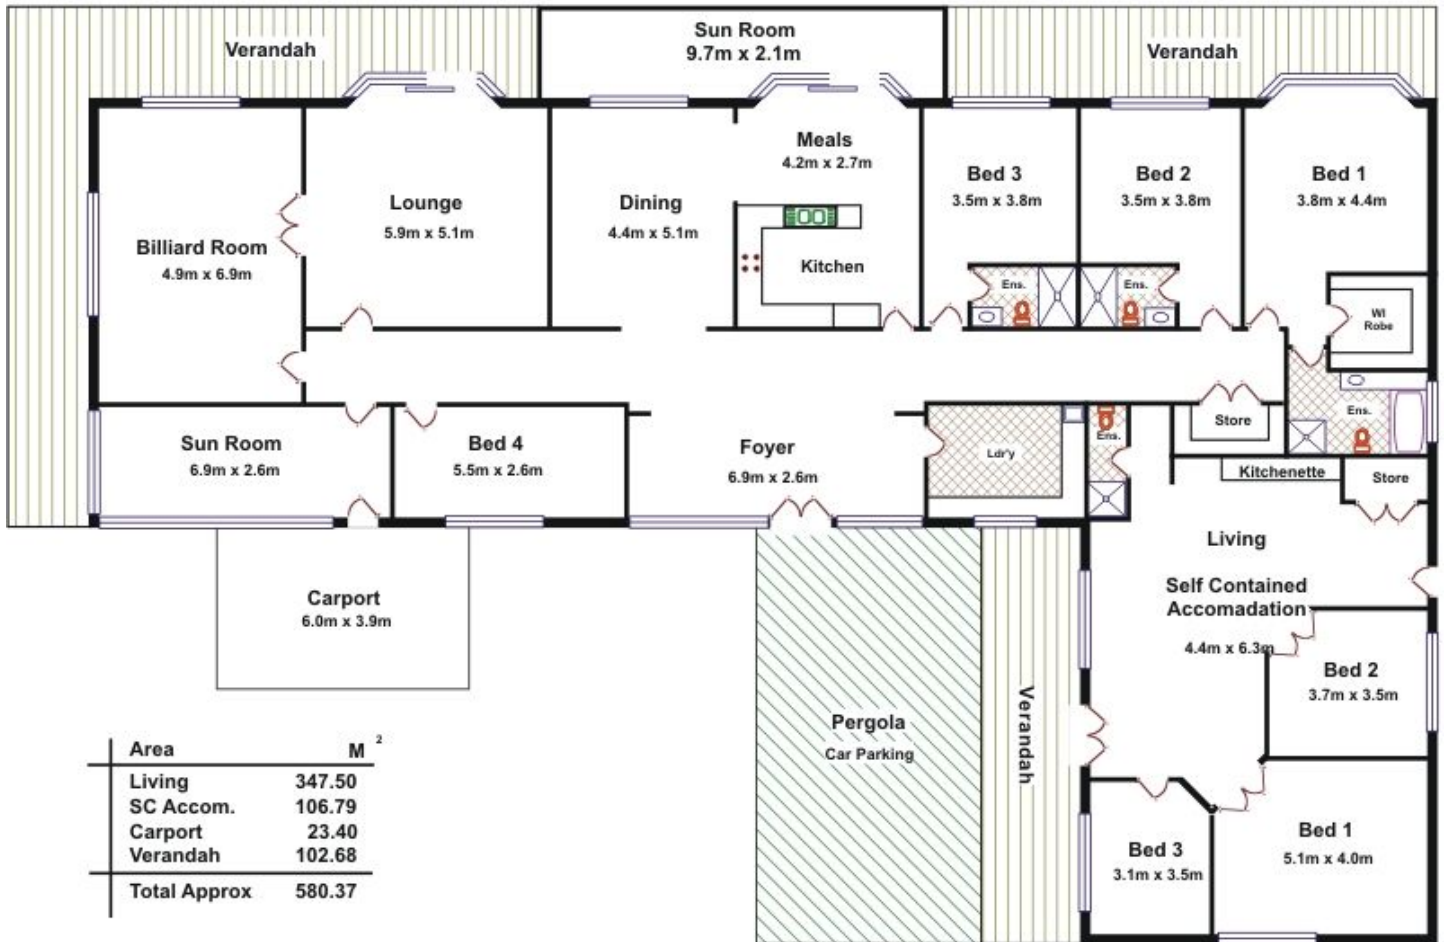 Sun Room
9.7m x 2.1m
Verandah
Verandah
Meals
4.2m x 2.7m
Bed 3
3.5m x 3.8m
Bed 2
3.5m x 3.8m
Bed 1
3.8m x 4.4m
Lounge
5.9m x 5.1m
Dining
4.4m x 5.1m
Billiard Room
4.9m x 6.9m
Kitchen
Ens.
Ens.
WI
Robe
Sun Room
6.9m x 2.6m
Bed 4
5.5m x 2.6m
Foyer
6.9m x 2.6m
Ldr'y
Ens.
Store
Ens.
Kitchenette
Store
Living
Self Contained
Accomadation
4.4m x 6.3m
Carport
6.0m x 3.9m
Bed 2
3.7m x 3.5m
Pergola
Car Parking
Verandah
Bed 1
5.1m x 4.0m
Bed 3
3.1m x 3.5m
Area M 2
Living 347.50
SC Accom. 106.79
Carport 23.40
Verandah 102.68
Total Approx 580.37